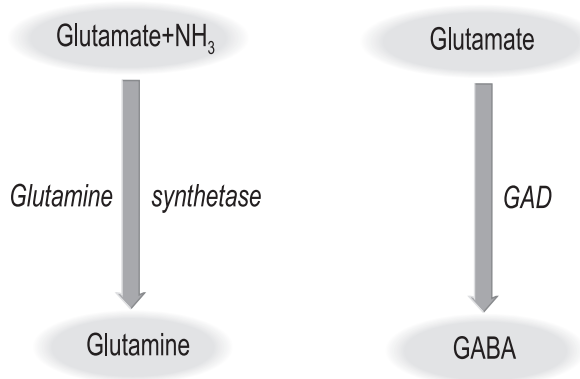 Glutamate+NH₃
Glutamate
Glutamine synthetase
GAD
Glutamine
GABA